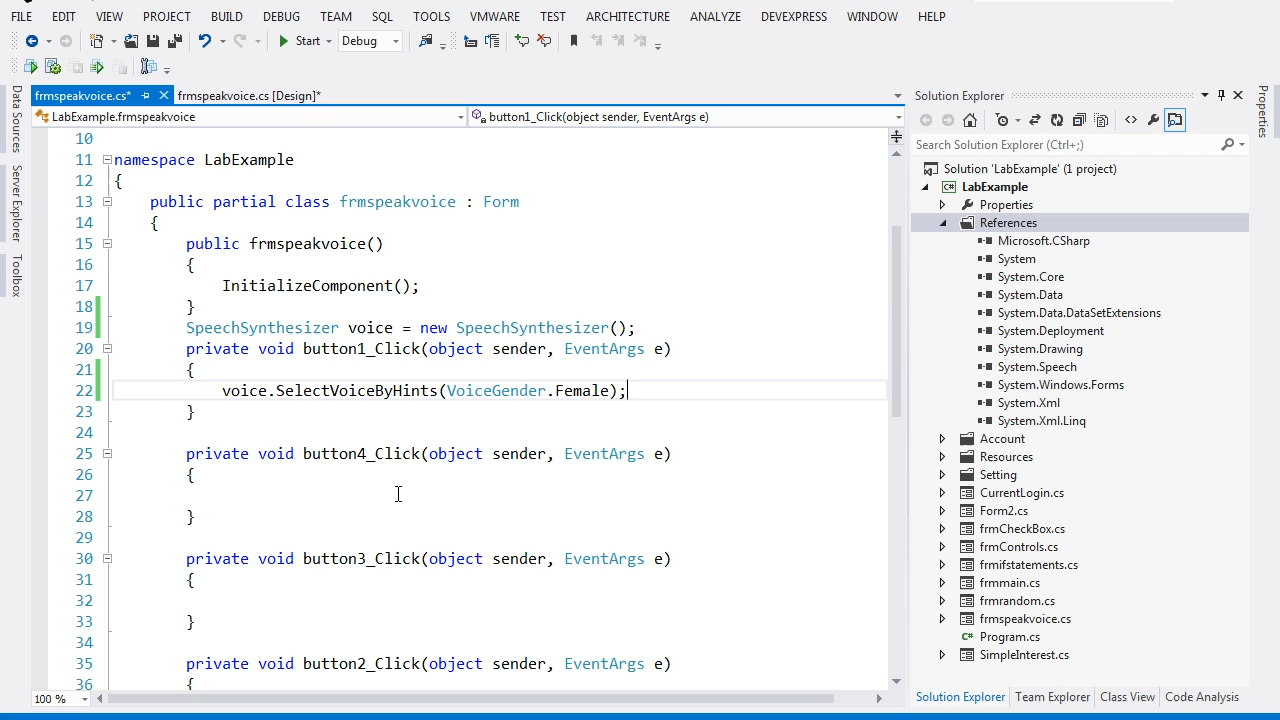 FILE EDIT VIEW PROJECT BUILD DEBUG TEAM SQL TOOLS VMWARE TEST ARCHITECTURE ANALYZE DEVEXPRESS WINDOW HELP
Start Debug
frmspeakvoice.cs* frmspeakvoice.cs [Design]*
LabExample.frmspeakvoice button1_Click(object sender, EventArgs e)
Data Sources
Server Explorer
Toolbox
10
11 namespace LabExample
12 {
13 public partial class frmspeakvoice : Form
14 {
15 public frmspeakvoice()
16 {
17 InitializeComponent();
18 }
19 SpeechSynthesizer voice = new SpeechSynthesizer();
20 private void button1_Click(object sender, EventArgs e)
21 {
22 voice.SelectVoiceByHints(VoiceGender.Female);
23 }
24
25 private void button4_Click(object sender, EventArgs e)
26 {
27
28 }
29
30 private void button3_Click(object sender, EventArgs e)
31 {
32
33 }
34
35 private void button2_Click(object sender, EventArgs e)
36 {
100 %
Solution Explorer
Search Solution Explorer (Ctrl+;)
Solution 'LabExample' (1 project)
LabExample
Properties
References
Microsoft.CSharp
System
System.Core
System.Data
System.Data.DataSetExtensions
System.Deployment
System.Drawing
System.Speech
System.Windows.Forms
System.Xml
System.Xml.Linq
Account
Resources
Setting
CurrentLogin.cs
Form2.cs
frmCheckBox.cs
frmControls.cs
frmifstatements.cs
frmmain.cs
frmrandom.cs
frmspeakvoice.cs
Program.cs
SimpleInterest.cs
Solution Explorer Team Explorer Class View Code Analysis
Properties